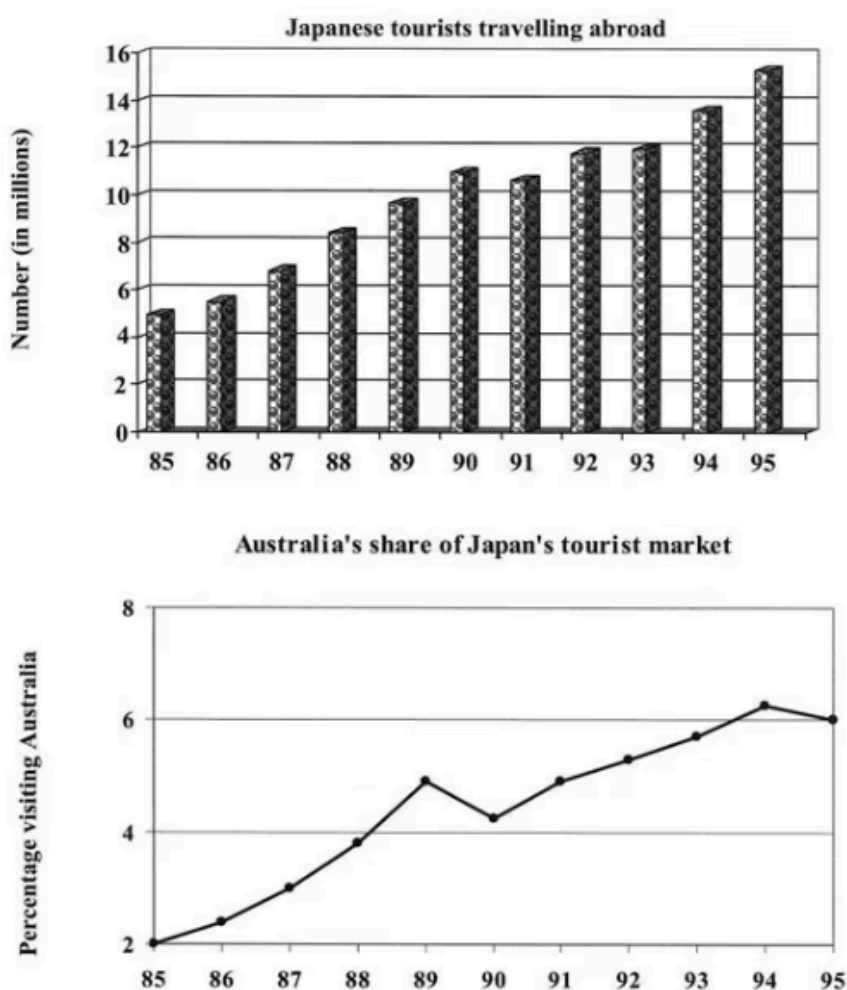 Japanese tourists travelling abroad
Number (in millions)
16
14
12
10
8
6
4
2
0
85 86 87 88 89 90 91 92 93 94 95
Australia's share of Japan's tourist market
Percentage visiting Australia
8
6
4
2
85 86 87 88 89 90 91 92 93 94 95